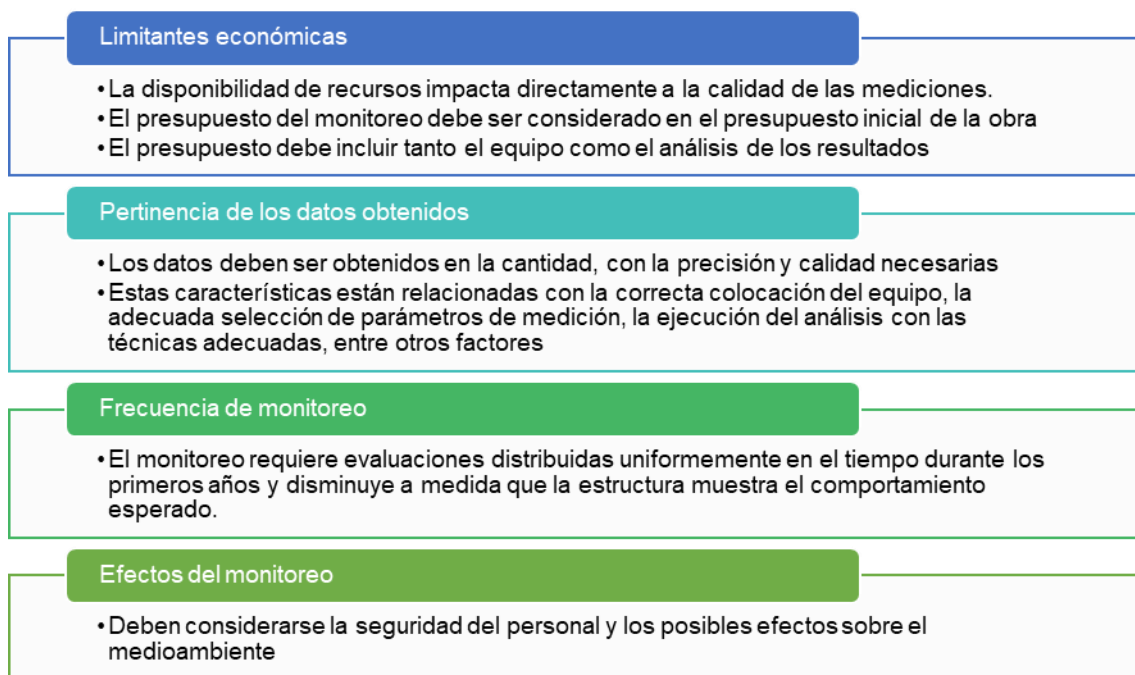 Limitantes económicas
•La disponibilidad de recursos impacta directamente a la calidad de las mediciones.
•El presupuesto del monitoreo debe ser considerado en el presupuesto inicial de la obra
•El presupuesto debe incluir tanto el equipo como el análisis de los resultados
Pertinencia de los datos obtenidos
•Los datos deben ser obtenidos en la cantidad, con la precisión y calidad necesarias
•Estas características están relacionadas con la correcta colocación del equipo, la
adecuada selección de parámetros de medición, la ejecución del análisis con las
técnicas adecuadas, entre otros factores
Frecuencia de monitoreo
•El monitoreo requiere evaluaciones distribuidas uniformemente en el tiempo durante los
primeros años y disminuye a medida que la estructura muestra el comportamiento
esperado.
Efectos del monitoreo
•Deben considerarse la seguridad del personal y los posibles efectos sobre el
medioambiente